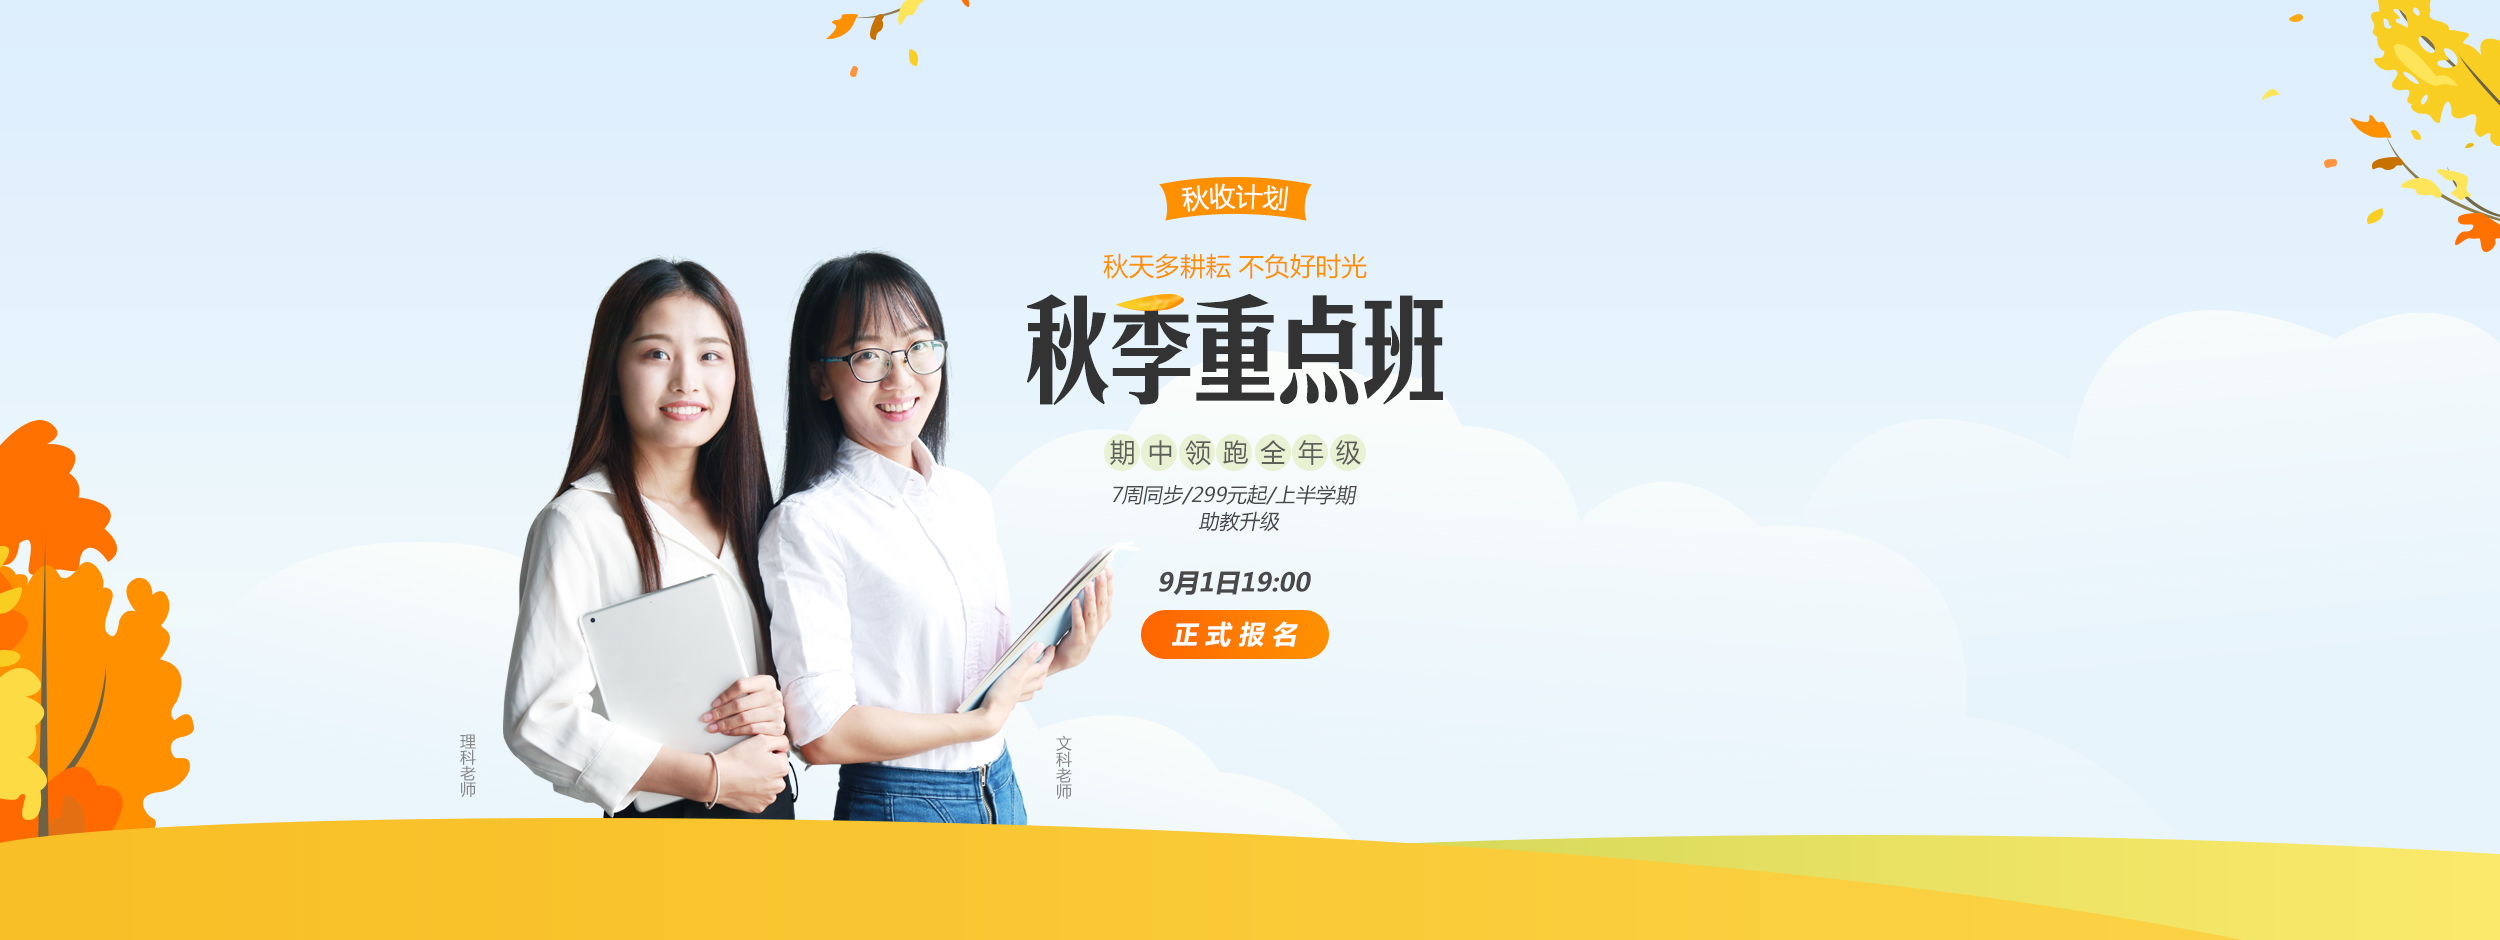 秋收计划
秋天多耕耘 不负好时光
秋季重点班
期中领跑全年级
7周同步/299元起/上半学期
助教升级
9月1日19:00
正式报名
理科老师
文科老师